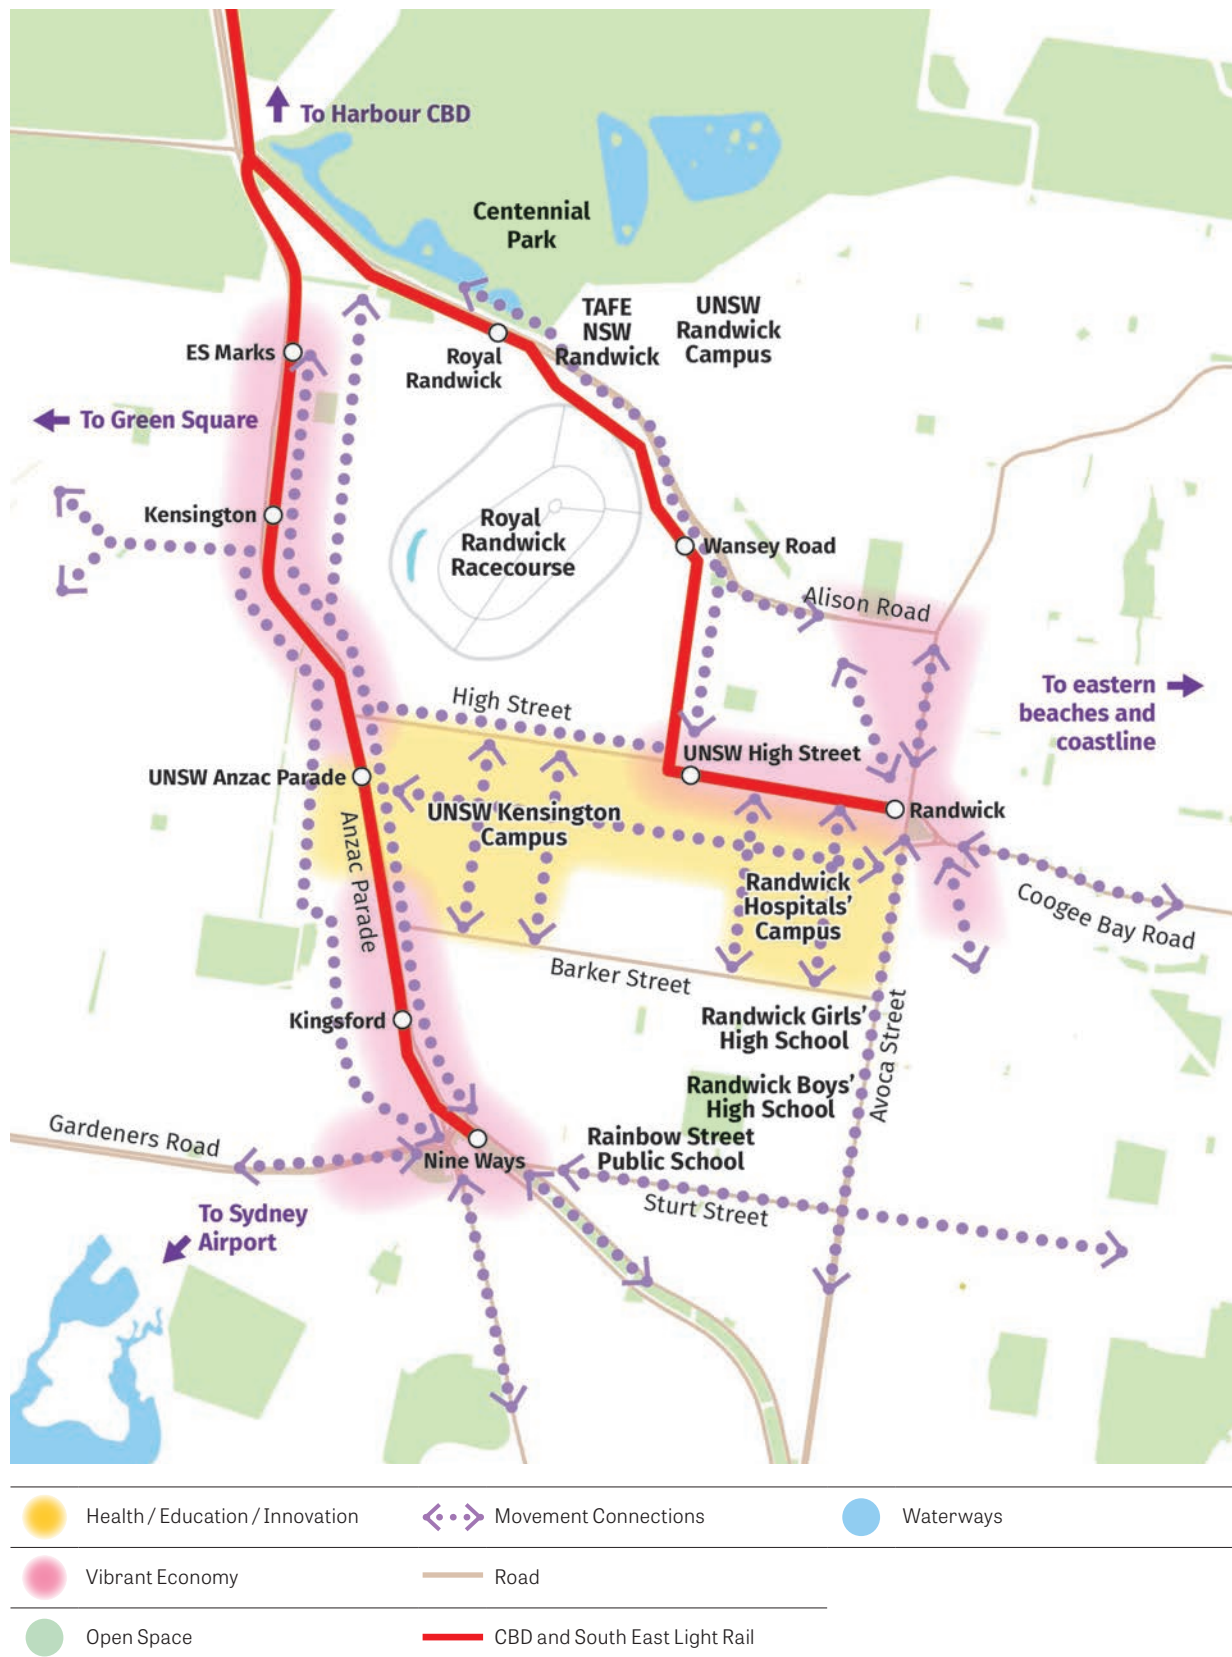 To Harbour CBD
Centennial
Park
TAFE
NSW
Randwick
UNSW
Randwick
Campus
ES Marks
Royal
Randwick
To Green Square
Kensington
Royal
Randwick
Racecourse
Wansey Road
Alison Road
To eastern
beaches and
coastline
High Street
UNSW High Street
UNSW Anzac Parade
Randwick
UNSW Kensington
Campus
Anzac Parade
Randwick
Hospitals'
Campus
Coogee Bay Road
Barker Street
Kingsford
Randwick Girls'
High School
Avoca Street
Randwick Boys'
High School
Gardeners Road
Rainbow Street
Public School
Nine Ways
Sturt Street
To Sydney
Airport
Health / Education / Innovation
Movement Connections
Waterways
Vibrant Economy
Road
Open Space
CBD and South East Light Rail